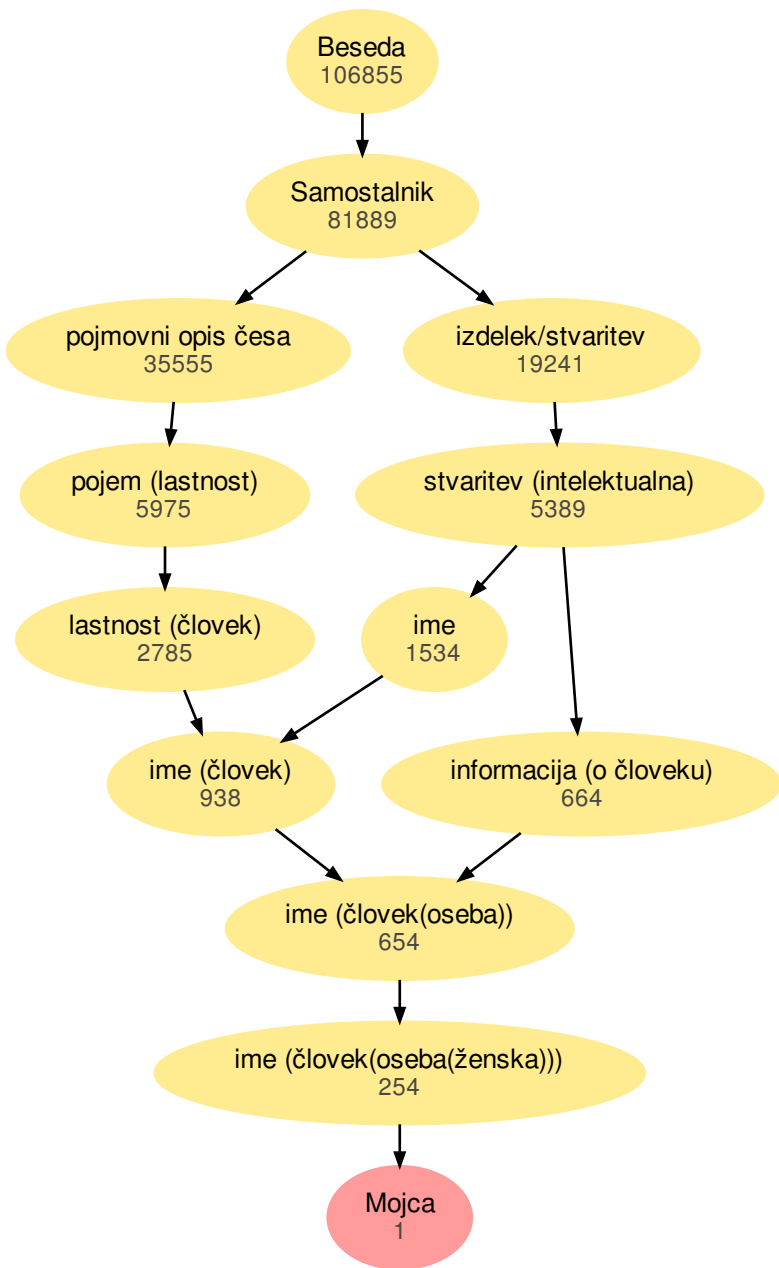 Beseda
106855
Samostalnik
81889
pojmovni opis česa
35555
izdelek/stvaritev
19241
pojem (lastnost)
5975
stvaritev (intelektualna)
5389
lastnost (človek)
2785
ime
1534
ime (človek)
938
informacija (o človeku)
664
ime (človek(oseba))
654
ime (človek(oseba(ženska)))
254
Mojca
1